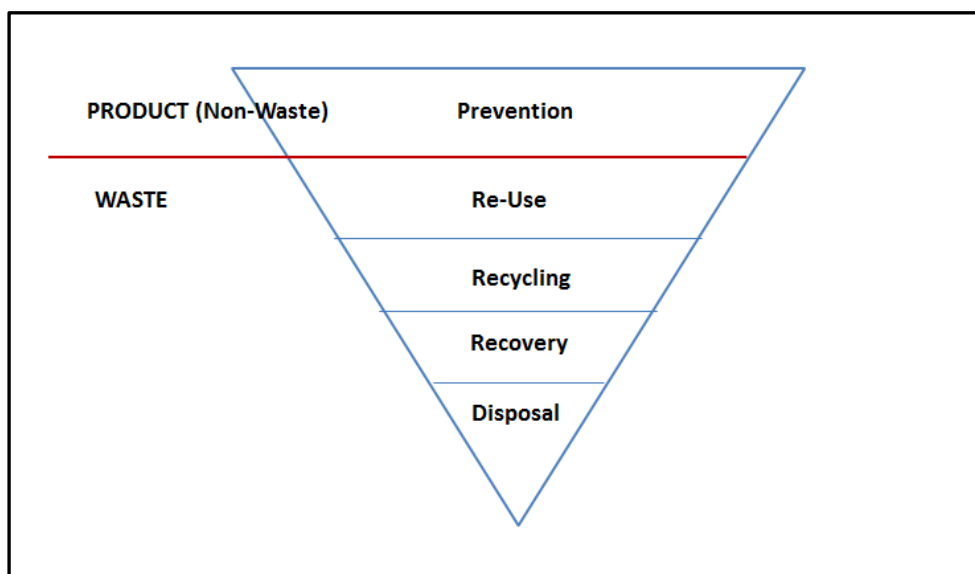 PRODUCT (Non-Waste) Prevention
WASTE Re-Use
Recycling
Recovery
Disposal